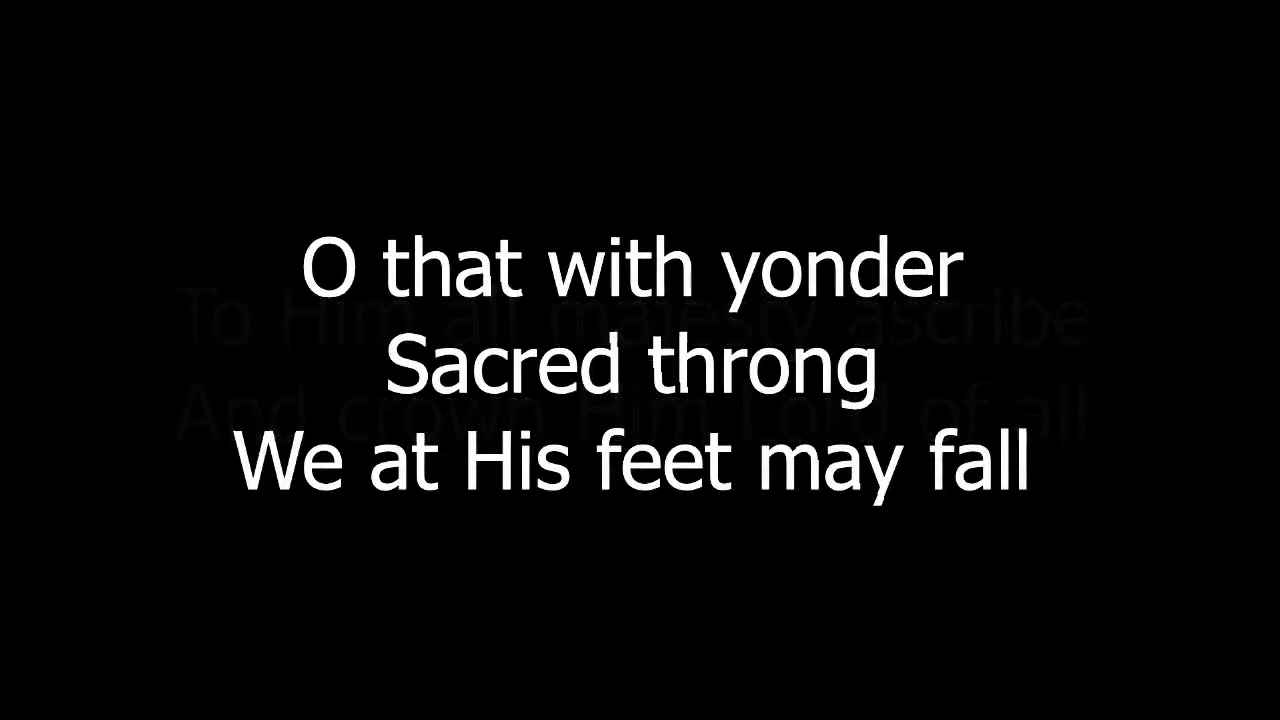 O that with yonder
To Him all majesty ascribe
Sacred throng
And crown Him Lord of all
We at His feet may fall